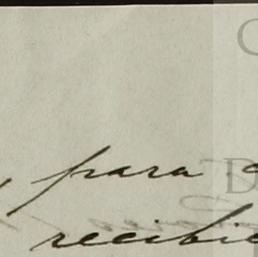 , para
recibi